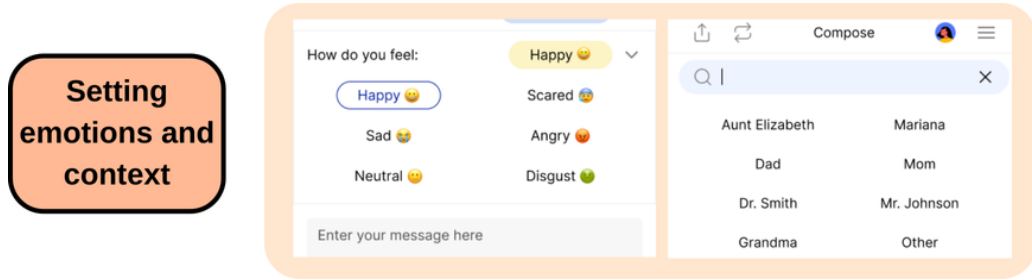 Setting
emotions and
context
How do you feel:
Happy 😀
Happy 😀
Scared 😰
Sad 😭
Angry 😡
Neutral 😐
Disgust 🤢
Enter your message here
Compose
Aunt Elizabeth
Mariana
Dad
Mom
Dr. Smith
Mr. Johnson
Grandma
Other